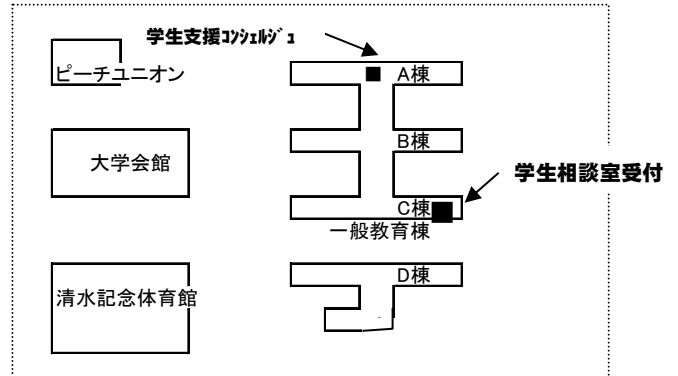 学生支援ｺﾝｼｪﾙｼﾞｭ
ピーチユニオン
A棟
B棟
大学会館
学生相談室受付
C棟
一般教育棟
D棟
清水記念体育館